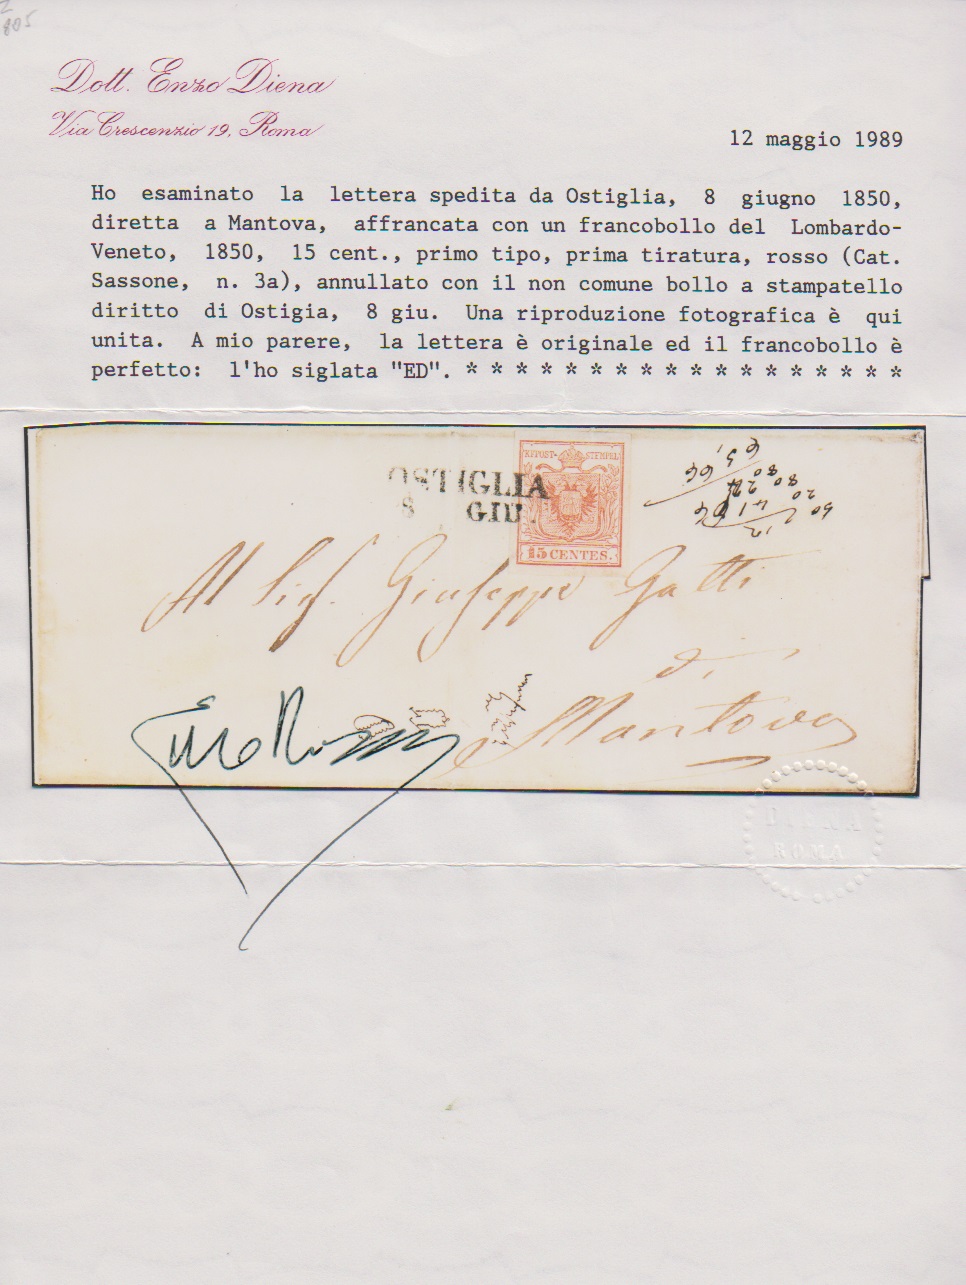 805
Dott. Enzo Diena
Via Crescenzio 19, Roma
12 maggio 1989
Ho esaminato la lettera spedita da Ostiglia, 8 giugno 1850,
diretta a Mantova, affrancata con un francobollo del Lombardo-
Veneto, 1850, 15 cent., primo tipo, prima tiratura, rosso (Cat.
Sassone, n. 3a), annullato con il non comune bollo a stampatello
diritto di Ostigia, 8 giu. Una riproduzione fotografica è qui
unita. A mio parere, la lettera è originale ed il francobollo è
perfetto: l'ho siglata "ED". * * * * * * * * * * * * * * * * * *
OSTIGLIA
8 GIU.
KKPOST-STEMPEL
15 CENTES.
Al Sig. Giuseppe Gatti
di
Mantova
DIENA
ROMA